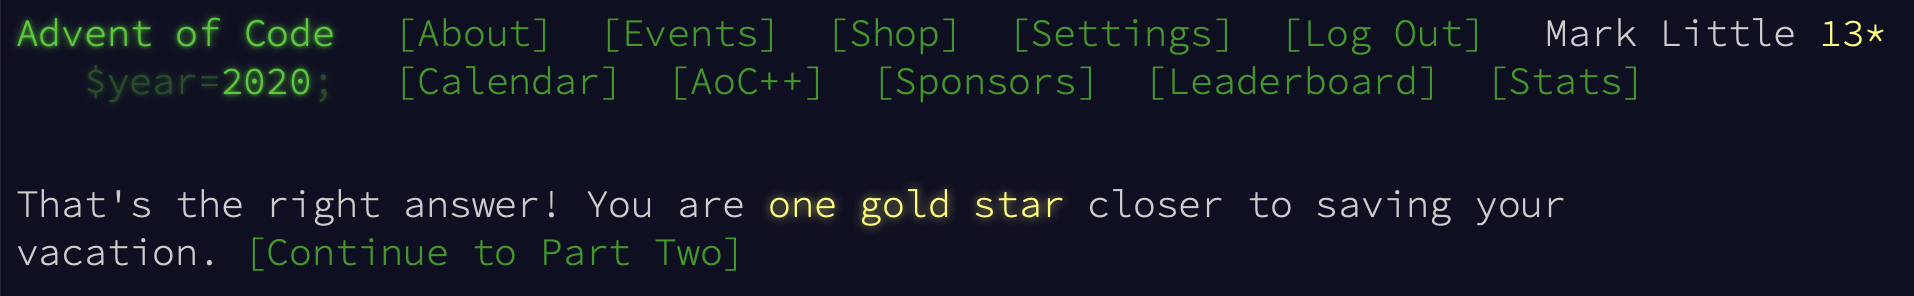 Advent of Code [About] [Events] [Shop] [Settings] [Log Out] Mark Little 13*
$year=2020; [Calendar] [AoC++] [Sponsors] [Leaderboard] [Stats]
That's the right answer! You are one gold star closer to saving your
vacation. [Continue to Part Two]